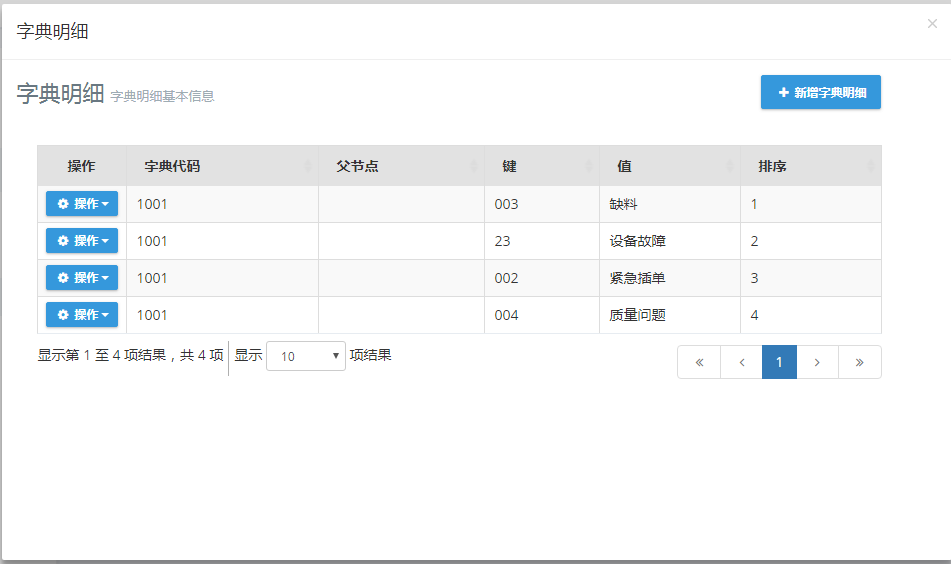 字典明细 ×
字典明细 字典明细基本信息 新增字典明细
操作 字典代码 父节点 键 值 排序
操作 1001 003 缺料 1
操作 1001 23 设备故障 2
操作 1001 002 紧急插单 3
操作 1001 004 质量问题 4
显示第 1 至 4 项结果，共 4 项 显示 10 项结果 « ‹ 1 › »